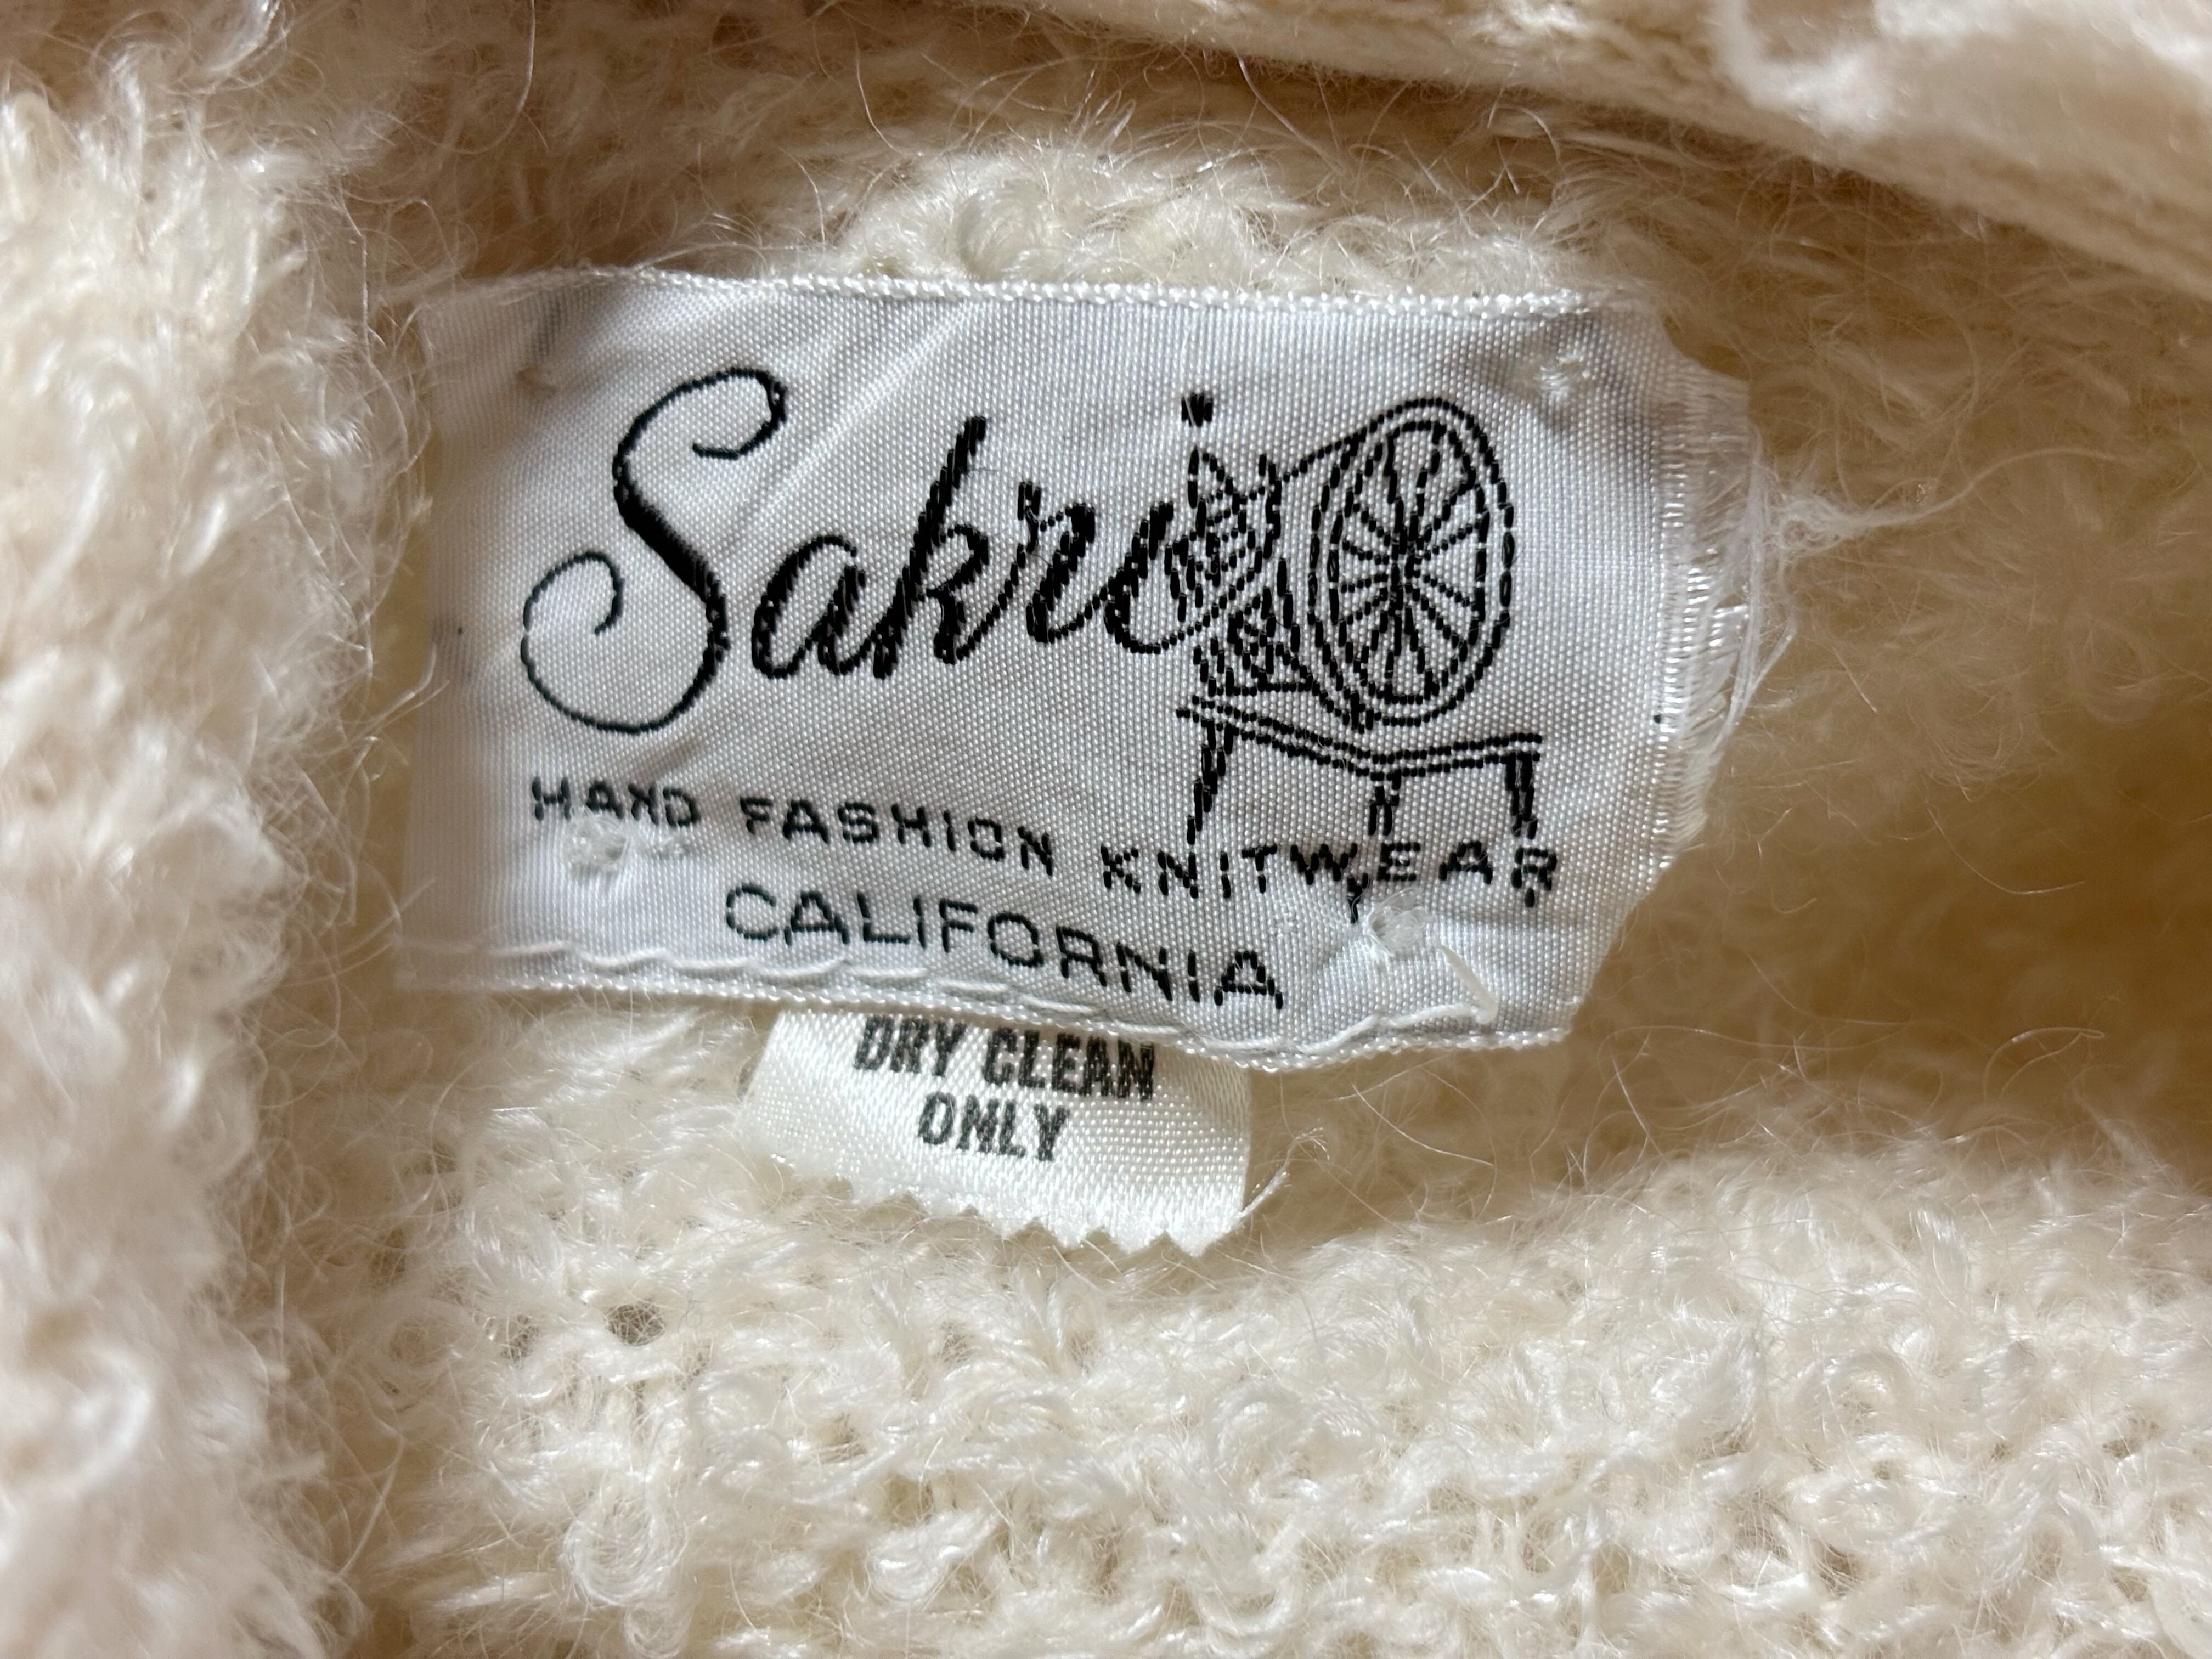 Sakri
HAND FASHION KNITWEAR
CALIFORNIA
DRY CLEAN
ONLY